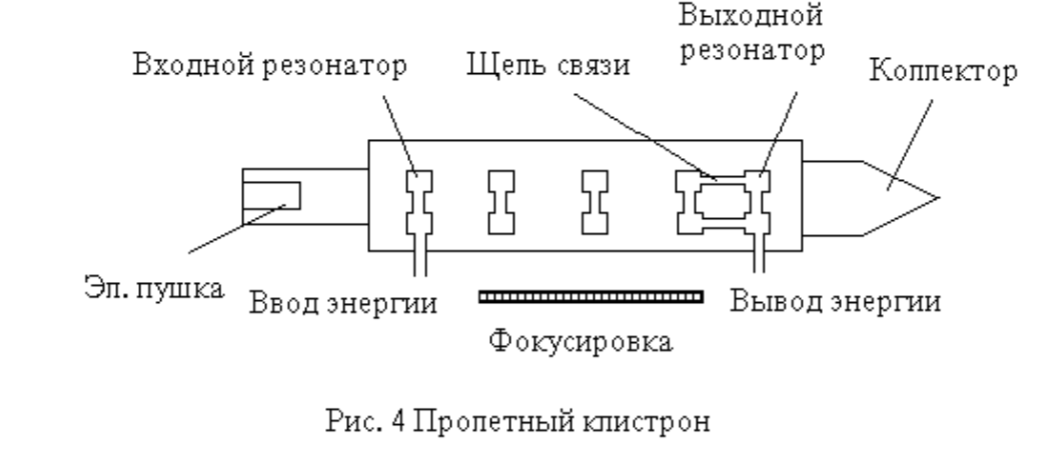 Выходной
резонатор
Входной резонатор
Щель связи
Коллектор
Эл. пушка
Ввод энергии
Вывод энергии
Фокусировка
Рис. 4 Пролетный клистрон